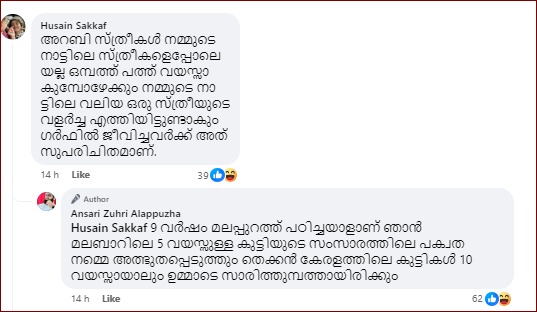 Husain Sakkaf
അറബി സ്ത്രീകൾ നമ്മുടെ
നാട്ടിലെ സ്ത്രീകളെപ്പോലെ
യല്ല ഒമ്പത് പത്ത് വയസ്സാ
കുമ്പോഴേക്കും നമ്മുടെ നാ
ട്ടിലെ വലിയ ഒരു സ്ത്രീയുടെ
വളർച്ച എത്തിയിട്ടുണ്ടാകും
ഗർഫിൽ ജീവിച്ചവർക്ക് അത്
സുപരിചിതമാണ്.
14 h Like 39
Author
Ansari Zuhri Alappuzha
Husain Sakkaf 9 വർഷം മലപ്പുറത്ത് പഠിച്ചയാളാണ് ഞാൻ
മലബാറിലെ 5 വയസ്സുള്ള കുട്ടിയുടെ സംസാരത്തിലെ പക്വത
നമ്മെ അത്ഭുതപ്പെടുത്തും തെക്കൻ കേരളത്തിലെ കുട്ടികൾ 10
വയസ്സായാലും ഉമ്മാടെ സാരിത്തുമ്പത്തായിരിക്കും
14 h Like 62